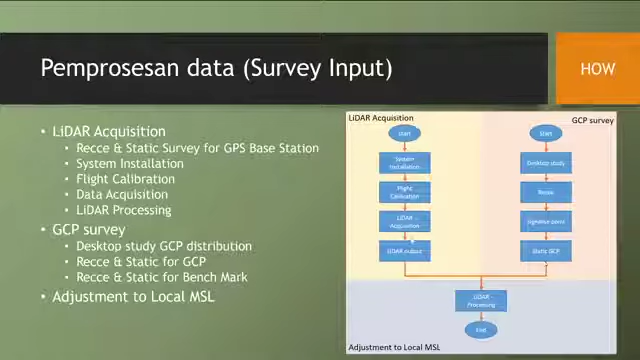 Pemprosesan data (Survey Input)
HOW
• LiDAR Acquisition
• Recce & Static Survey for GPS Base Station
• System Installation
• Flight Calibration
• Data Acquisition
• LiDAR Processing
• GCP survey
• Desktop study GCP distribution
• Recce & Static for GCP
• Recce & Static for Bench Mark
• Adjustment to Local MSL
LiDAR Acquisition
Start
System
Installation
Flight
Calibration
LiDAR
Acquisition
LiDAR output
GCP survey
Start
Desktop study
Recce
Static GCP
LiDAR
Processing
End
Adjustment to Local MSL